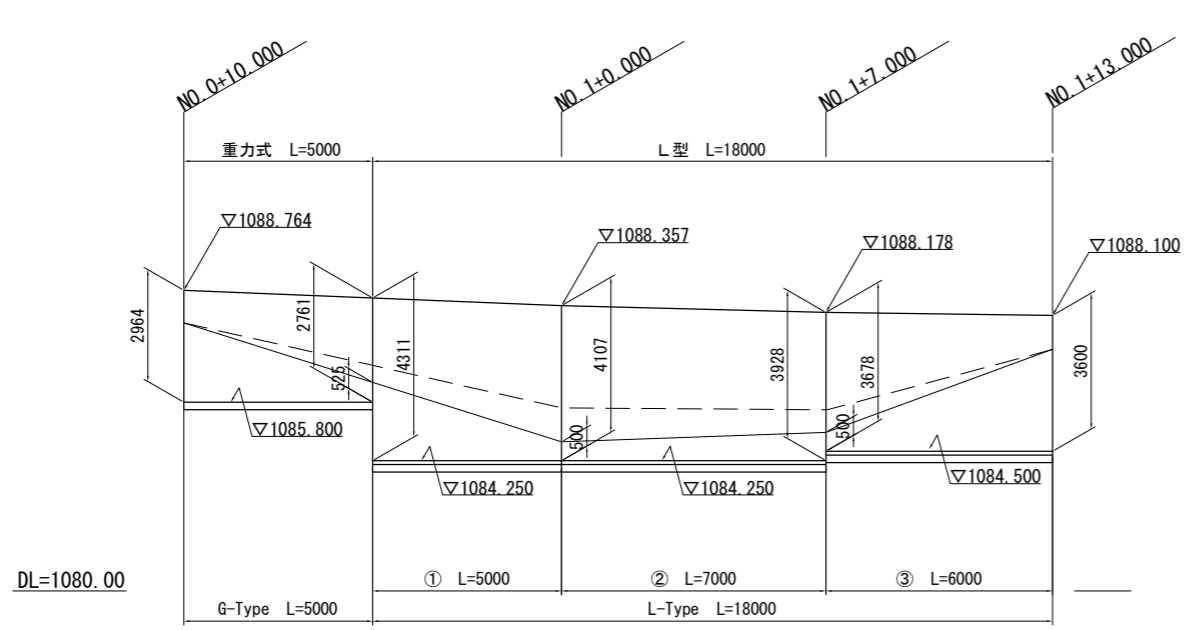 NO.0+10.000
NO.1+0.000
NO.1+7.000
NO.1+13.000
重力式 L=5000
L型 L=18000
▽1088.764
▽1088.357
▽1088.178
▽1088.100
2964
2761
525
4311
4107
500
3928
3678
500
3600
▽1085.800
▽1084.250
▽1084.250
▽1084.500
DL=1080.00
① L=5000
② L=7000
③ L=6000
G-Type L=5000
L-Type L=18000